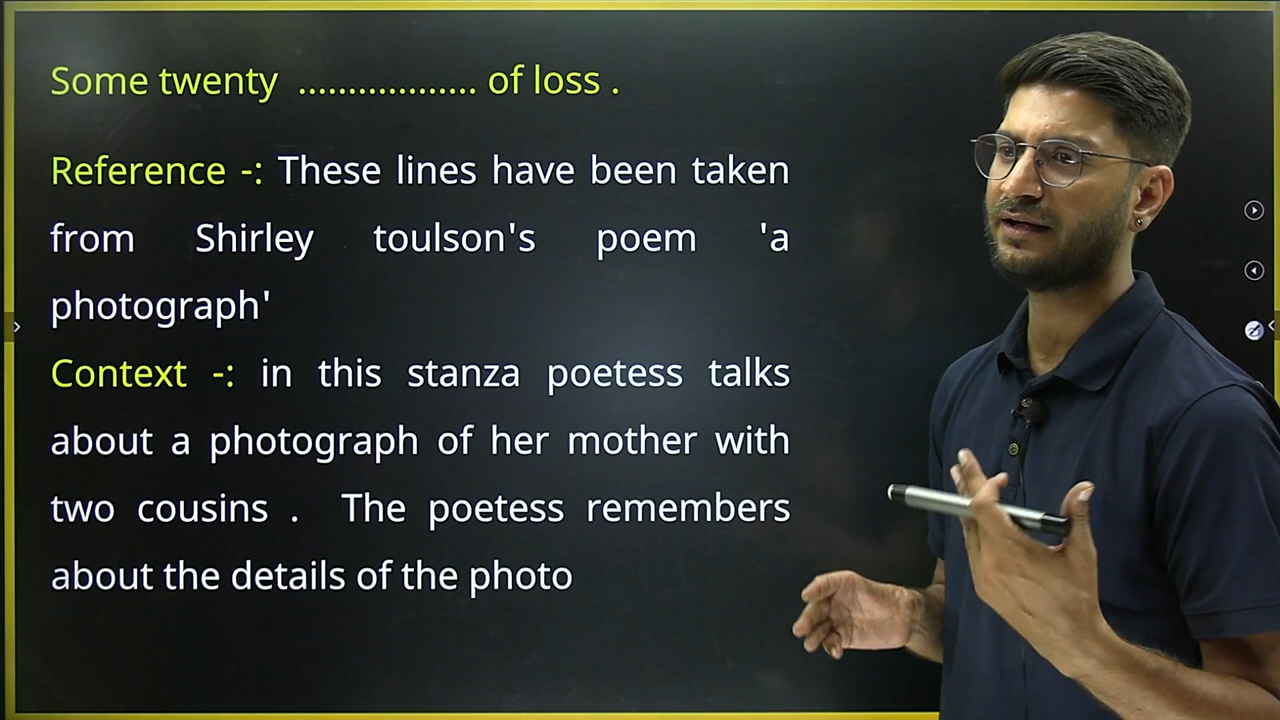 Some twenty ................... of loss .
Reference -: These lines have been taken
from Shirley toulson's poem 'a
photograph'
Context -: in this stanza poetess talks
about a photograph of her mother with
two cousins . The poetess remembers
about the details of the photo